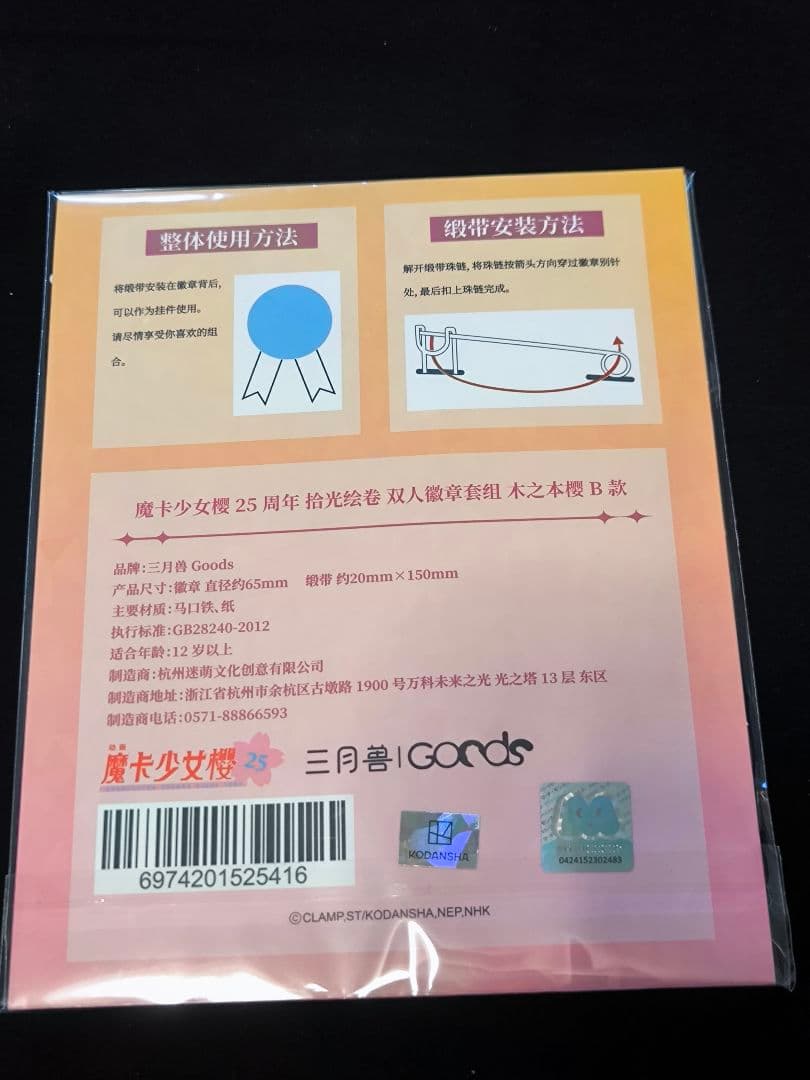 整体使用方法
将缎带安装在徽章背后,
可以作为挂件使用。
请尽情享受你喜欢的组
合。
缎带安装方法
解开缎带珠链,将珠链按箭头方向穿过徽章别针
处,最后扣上珠链完成。
魔卡少女樱 25 周年 拾光绘卷 双人徽章套组 木之本樱 B 款
品牌:三月兽 Goods
产品尺寸:徽章 直径约65mm 缎带 约20mm×150mm
主要材质:马口铁、纸
执行标准:GB28240-2012
适合年龄:12 岁以上
制造商:杭州迷萌文化创意有限公司
制造商地址:浙江省杭州市余杭区古墩路 1900 号万科未来之光 光之塔 13 层 东区
制造商电话:0571-88866593
动画
魔卡少女櫻 25
三月兽|Goods
6974201525416
KODANSHA
0424152302483
©CLAMP,ST/KODANSHA,NEP,NHK